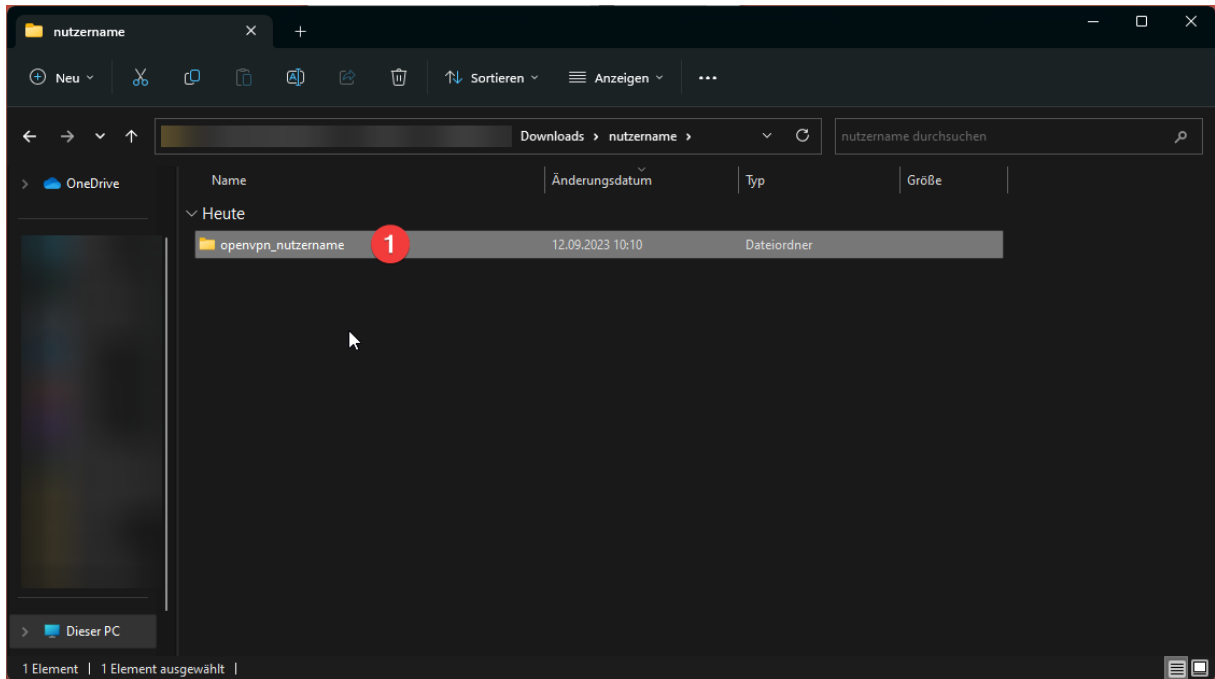 nutzername
Neu
Sortieren
Anzeigen
Downloads > nutzername >
nutzername durchsuchen
OneDrive
Name Änderungsdatum Typ Größe
Heute
openvpn_nutzername 1 12.09.2023 10:10 Dateiordner
Dieser PC
1 Element | 1 Element ausgewählt |